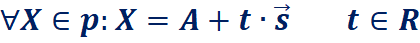 ∀X ∈ p: X = A + t · s⃗    t ∈ R